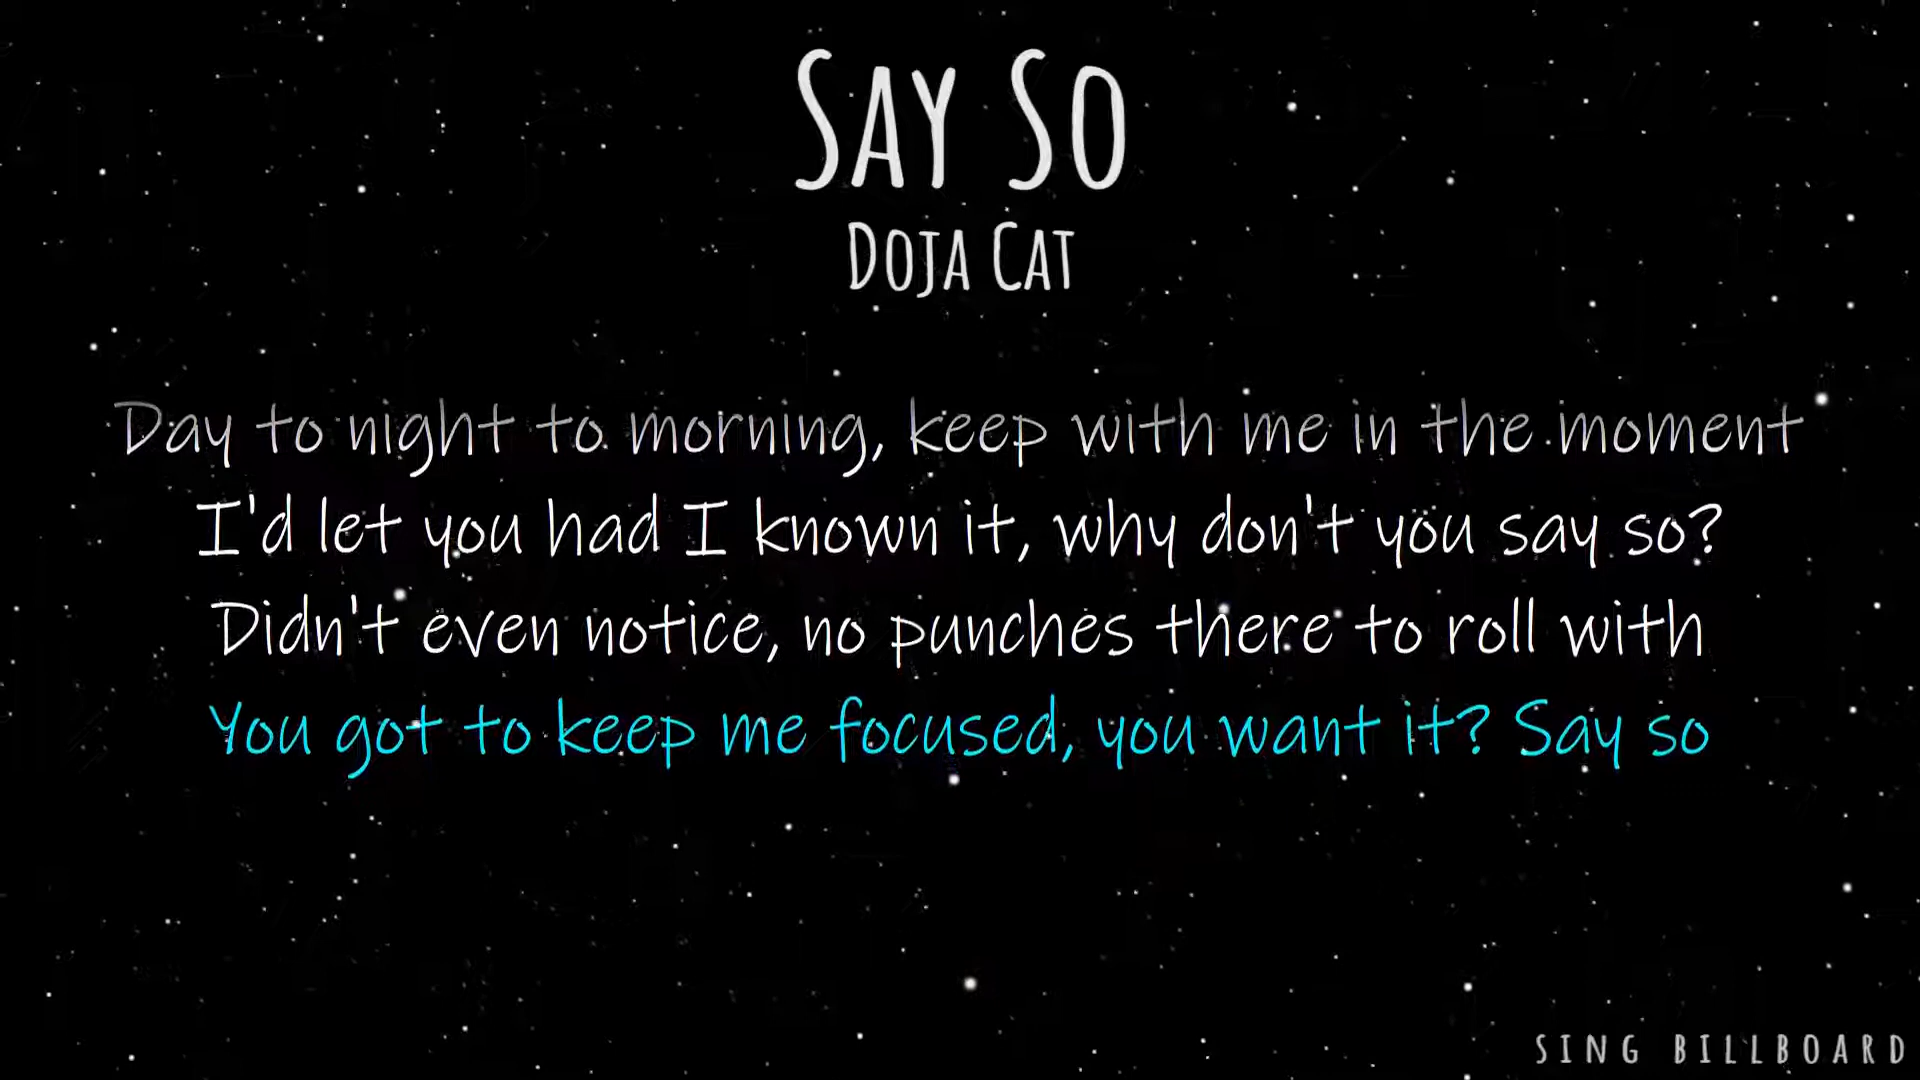 SAY SO
DOJA CAT
Day to night to morning, keep with me in the moment
I'd let you had I known it, why don't you say so?
Didn't even notice, no punches there to roll with
You got to keep me focused, you want it? Say so
SING BILLBOARD